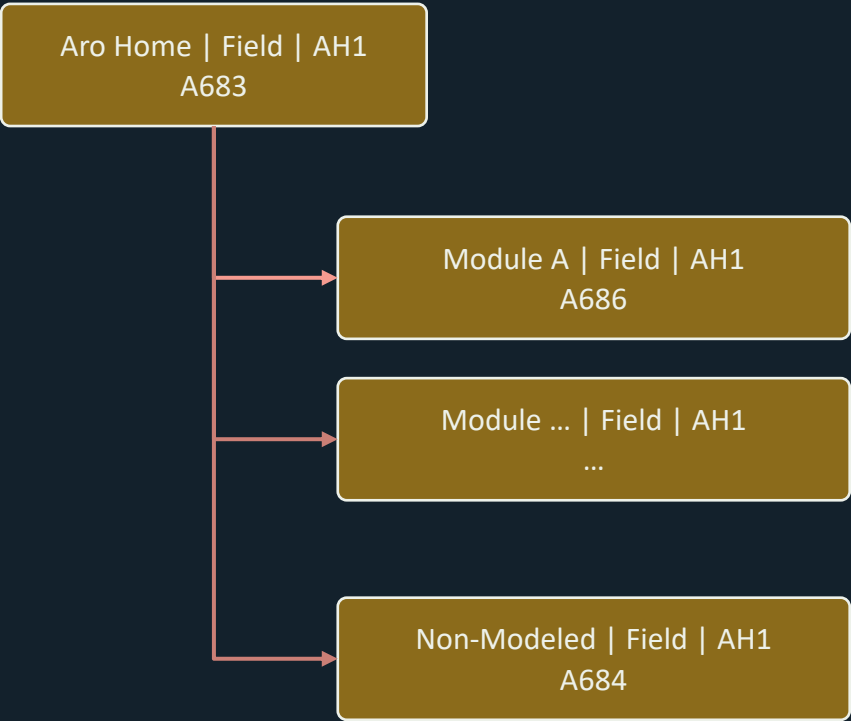 Aro Home | Field | AH1
A683
Module A | Field | AH1
A686
Module … | Field | AH1
…
Non-Modeled | Field | AH1
A684